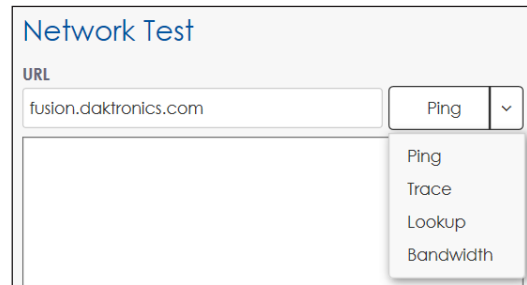 Network Test
URL
fusion.daktronics.com Ping
Ping
Trace
Lookup
Bandwidth